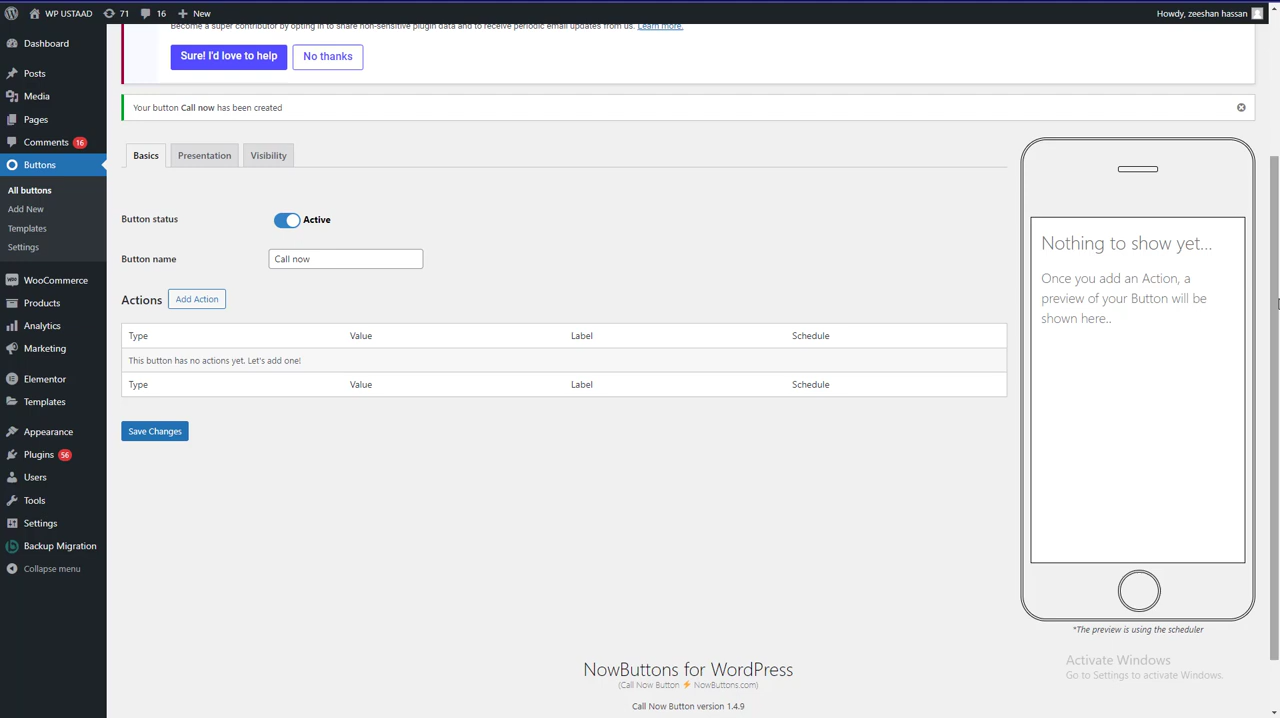 WP USTAAD 71 16 New Howdy, zeeshan hassan
Dashboard
Posts
Media
Pages
Comments 16
Buttons
All buttons
Add New
Templates
Settings
WooCommerce
Products
Analytics
Marketing
Elementor
Templates
Appearance
Plugins 56
Users
Tools
Settings
Backup Migration
Collapse menu
Become a super contributor by opting in to share non-sensitive plugin data and to receive periodic email updates from us. Learn more.
Sure! I'd love to help No thanks
Your button Call now has been created
Basics Presentation Visibility
Button status Active
Button name Call now
Actions Add Action
Type Value Label Schedule
This button has no actions yet. Let's add one!
Type Value Label Schedule
Save Changes
Nothing to show yet...
Once you add an Action, a
preview of your Button will be
shown here..
*The preview is using the scheduler
Activate Windows
Go to Settings to activate Windows.
NowButtons for WordPress
(Call Now Button ⚡ NowButtons.com)
Call Now Button version 1.4.9